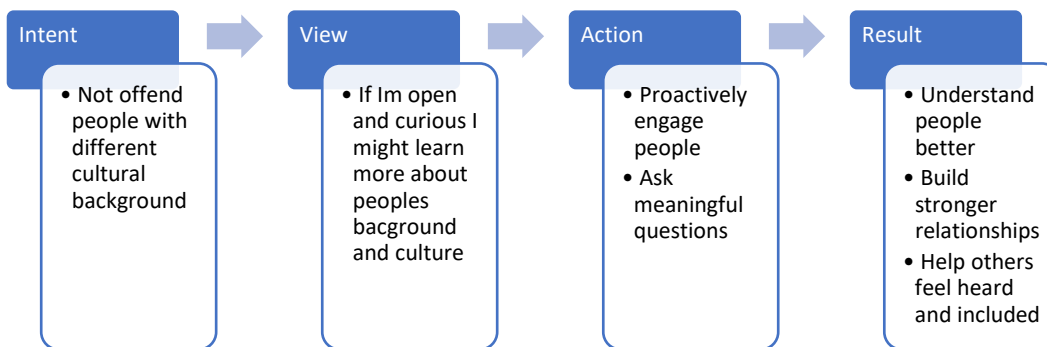 Intent
• Not offend
people with
different
cultural
background
View
• If Im open
and curious I
might learn
more about
peoples
bacground
and culture
Action
• Proactively
engage
people
• Ask
meaningful
questions
Result
• Understand
people
better
• Build
stronger
relationships
• Help others
feel heard
and included